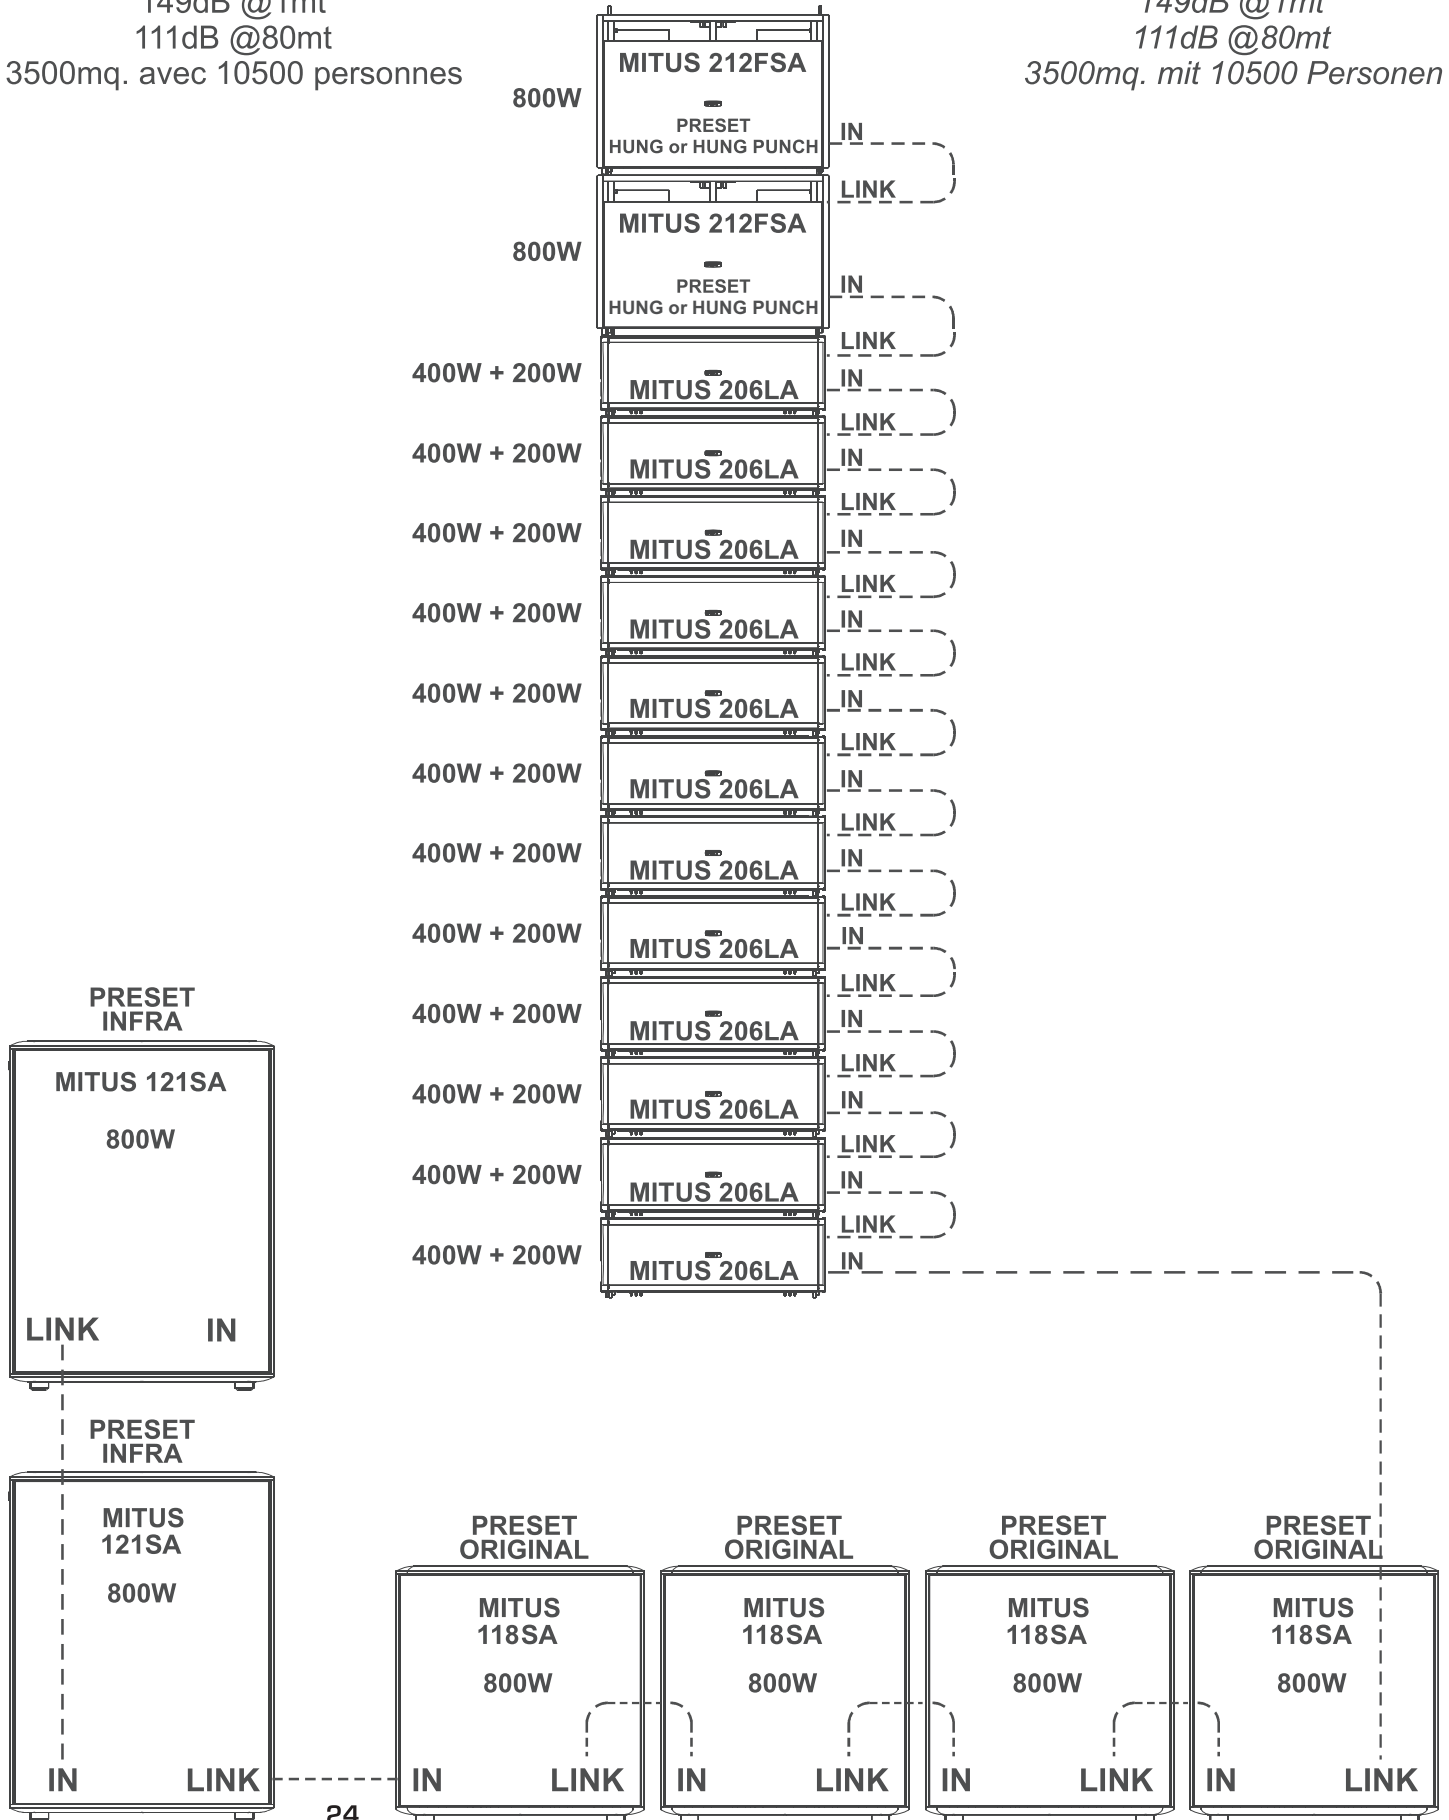 149dB @1mt
111dB @80mt
3500mq. avec 10500 personnes
149dB @1mt
111dB @80mt
3500mq. mit 10500 Personen
MITUS 212FSA
800W
PRESET
HUNG or HUNG PUNCH
IN
LINK
MITUS 212FSA
800W
PRESET
HUNG or HUNG PUNCH
IN
LINK
400W + 200W
MITUS 206LA
IN
LINK
400W + 200W
MITUS 206LA
IN
LINK
400W + 200W
MITUS 206LA
IN
LINK
400W + 200W
MITUS 206LA
IN
LINK
400W + 200W
MITUS 206LA
IN
LINK
400W + 200W
MITUS 206LA
IN
LINK
400W + 200W
MITUS 206LA
IN
LINK
400W + 200W
MITUS 206LA
IN
LINK
400W + 200W
MITUS 206LA
IN
LINK
400W + 200W
MITUS 206LA
IN
LINK
400W + 200W
MITUS 206LA
IN
LINK
400W + 200W
MITUS 206LA
IN
PRESET
INFRA
MITUS 121SA
800W
LINK IN
PRESET
INFRA
MITUS
121SA
800W
IN LINK
PRESET
ORIGINAL
MITUS
118SA
800W
IN LINK
PRESET
ORIGINAL
MITUS
118SA
800W
IN LINK
PRESET
ORIGINAL
MITUS
118SA
800W
IN LINK
PRESET
ORIGINAL
MITUS
118SA
800W
IN LINK
24